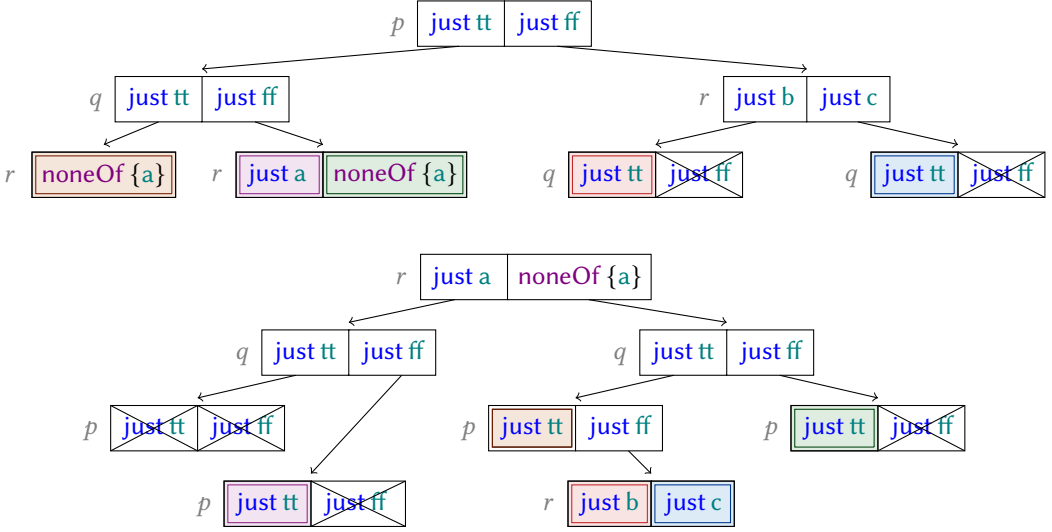 p just tt just ff
q just tt just ff r just b just c
r noneOf {a} r just a noneOf {a} q just tt just ff q just tt just ff
r just a noneOf {a}
q just tt just ff q just tt just ff
p just tt just ff p just tt just ff p just tt just ff
p just tt just ff r just b just c